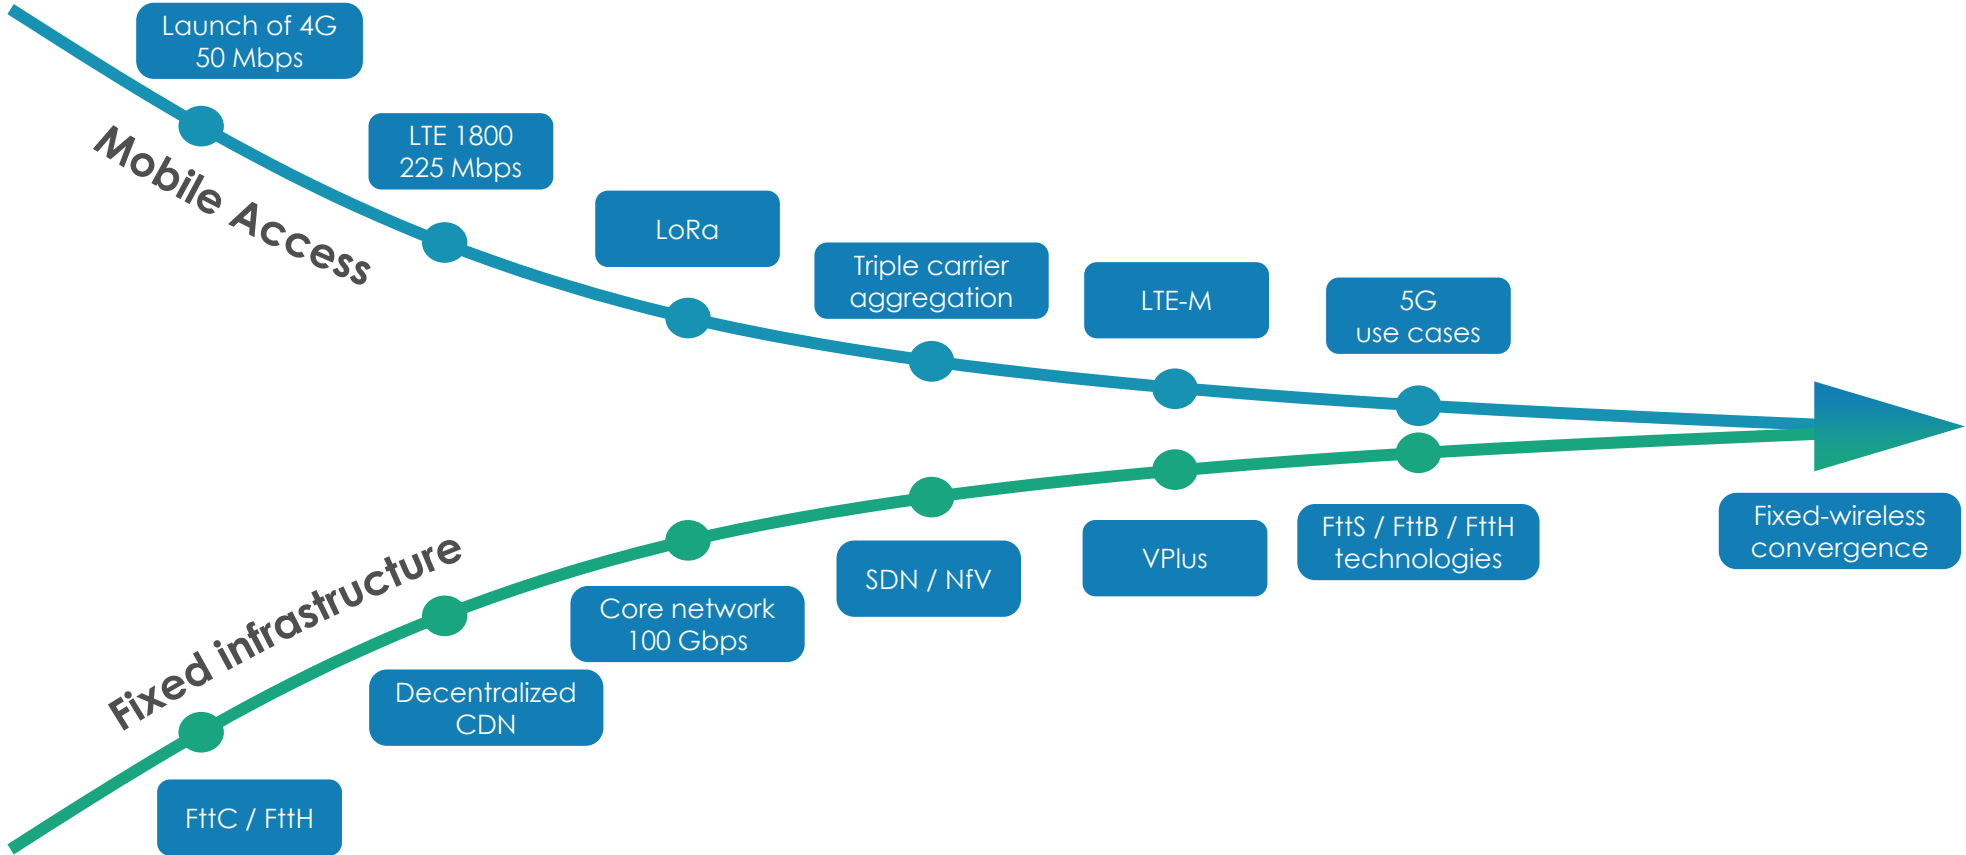 Launch of 4G
50 Mbps
Mobile Access
LTE 1800
225 Mbps
LoRa
Triple carrier
aggregation
LTE-M
5G
use cases
Fixed infrastructure
FttC / FttH
Decentralized
CDN
Core network
100 Gbps
SDN / NfV
VPlus
FttS / FttB / FttH
technologies
Fixed-wireless
convergence